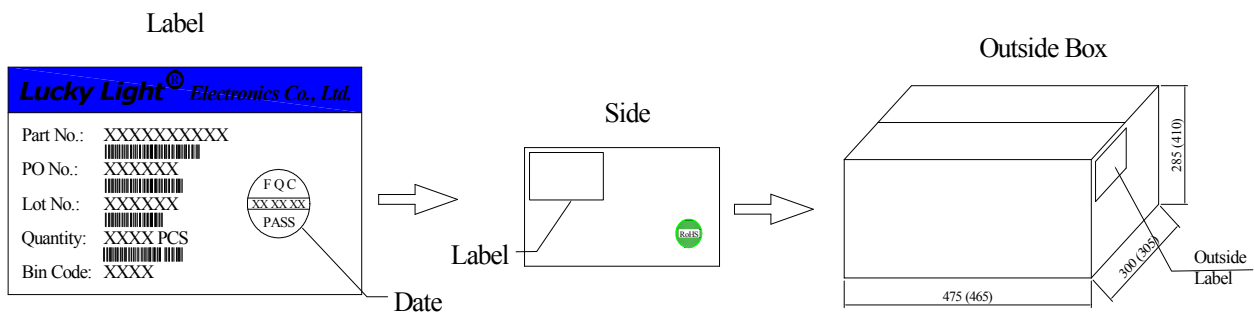 Label
Lucky Light® Electronics Co., Ltd.
Part No.: XXXXXXXXXX
PO No.: XXXXXX
Lot No.: XXXXXX
Quantity: XXXX PCS
Bin Code: XXXX
FQC
XX XX XX
PASS
Date
Side
Label
RoHS
Outside Box
285 (410)
300 (305)
475 (465)
Outside
Label